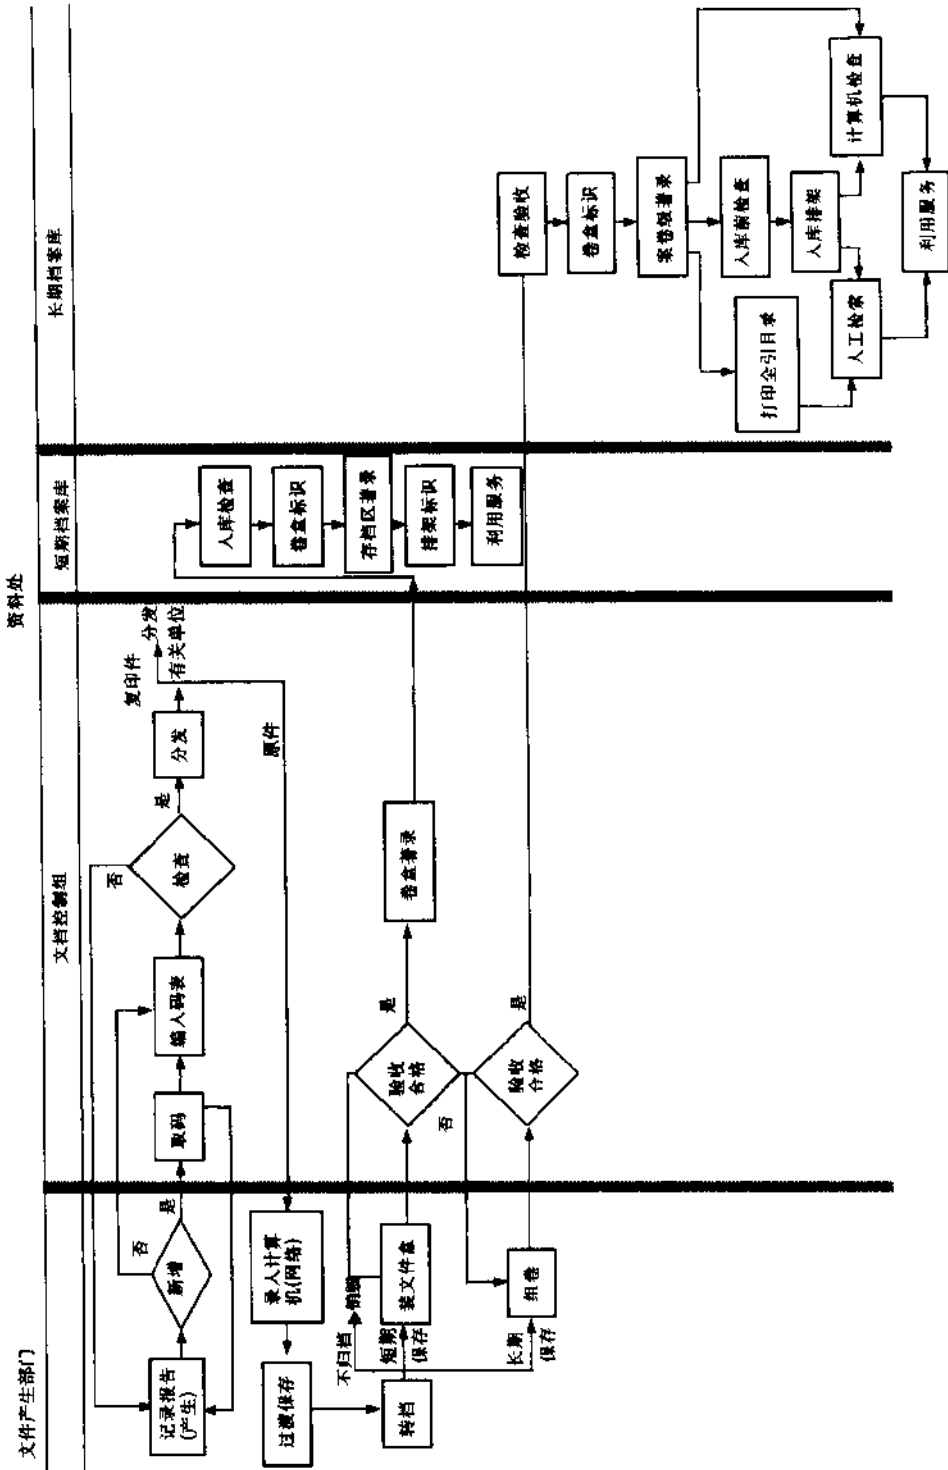 资料处
文件产生部门
文档控制组
短期档案库
长期档案库
记录报告
(产生)
新增
是
否
取码
编入码表
检查
是
否
分发
复印件
分发
有关单位
原件
录入计算
机(网络)
过渡保存
转档
不归档
销毁
短期
保存
长期
保存
装文件盒
组卷
验收
合格
是
否
验收
合格
是
卷盒著录
入库检查
卷盒标识
存档区著录
排架标识
利用服务
检查验收
卷盒标识
案卷级著录
入库前检查
入库排架
打印全引目录
人工检索
计算机检查
利用服务